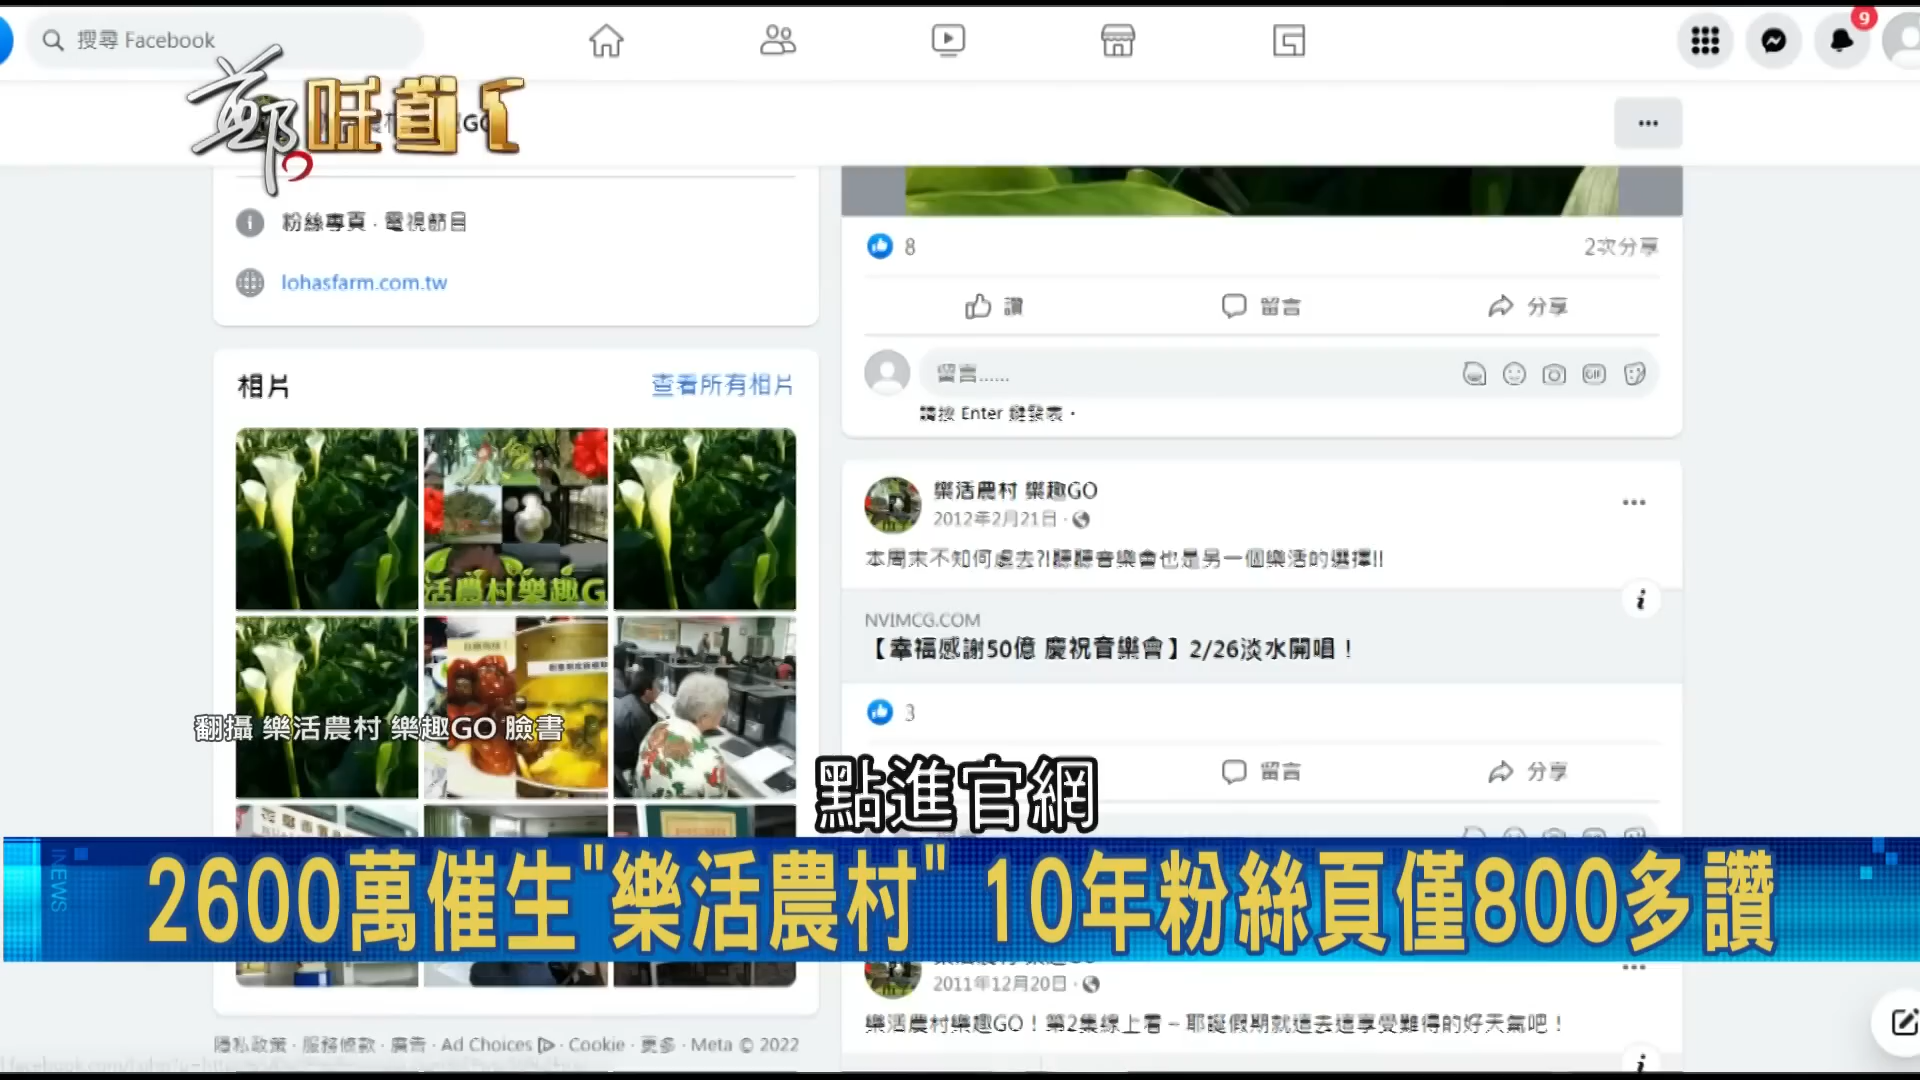 搜尋 Facebook
9
鄭
GO
粉絲專頁 · 電視節目
lohasfarm.com.tw
相片
查看所有相片
活農村樂趣G
8
2次分享
讚
留言
分享
留言......
GIF
請按 Enter 鍵發表。
樂活農村 樂趣GO
2012年2月21日
本周末不知何處去?!聽聽音樂會也是另一個樂活的選擇!!
NVIMCG.COM
【幸福感謝50億 慶祝音樂會】2/26淡水開唱！
3
留言
分享
翻攝 樂活農村 樂趣GO 臉書
點進官網
iNEWS
2600萬催生"樂活農村" 10年粉絲頁僅800多讚
2011年12月20日
樂活農村樂趣GO！第2集線上看－耶誕假期就這去這享受難得的好天氣吧！
隱私政策 · 服務條款 · 廣告 · Ad Choices · Cookie · 更多 · Meta © 2022